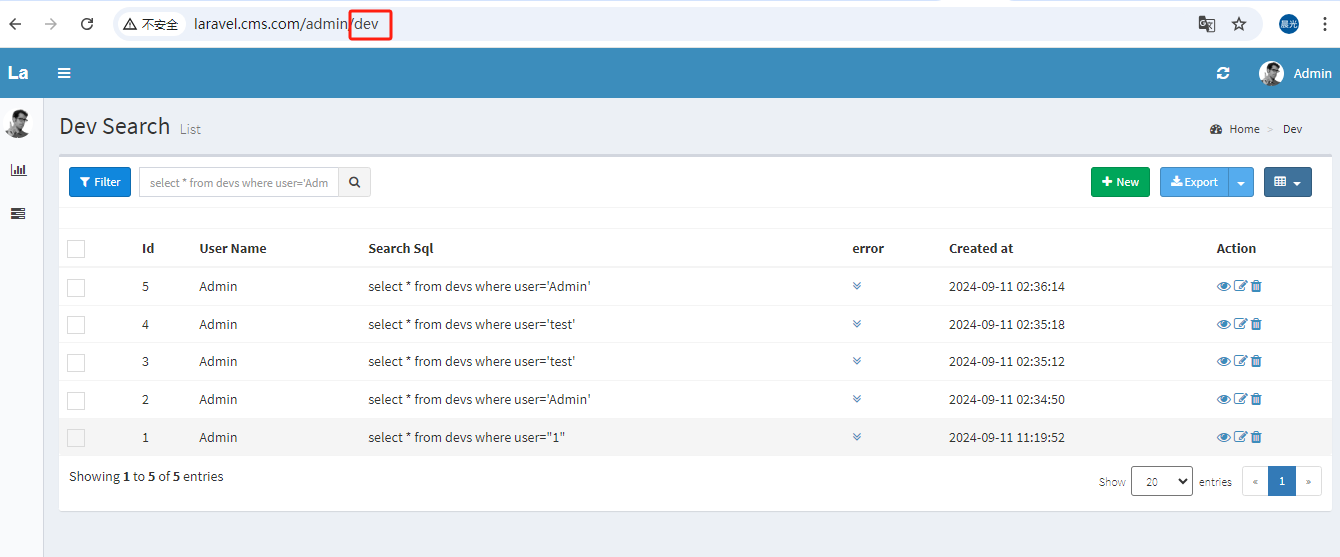 不安全 laravel.cms.com/admin/dev 晨光
La Admin
Dev Search List Home > Dev
Filter select * from devs where user='Adm New Export
Id User Name Search Sql error Created at Action
5 Admin select * from devs where user='Admin' 2024-09-11 02:36:14
4 Admin select * from devs where user='test' 2024-09-11 02:35:18
3 Admin select * from devs where user='test' 2024-09-11 02:35:12
2 Admin select * from devs where user='Admin' 2024-09-11 02:34:50
1 Admin select * from devs where user="1" 2024-09-11 11:19:52
Showing 1 to 5 of 5 entries Show 20 entries « 1 »